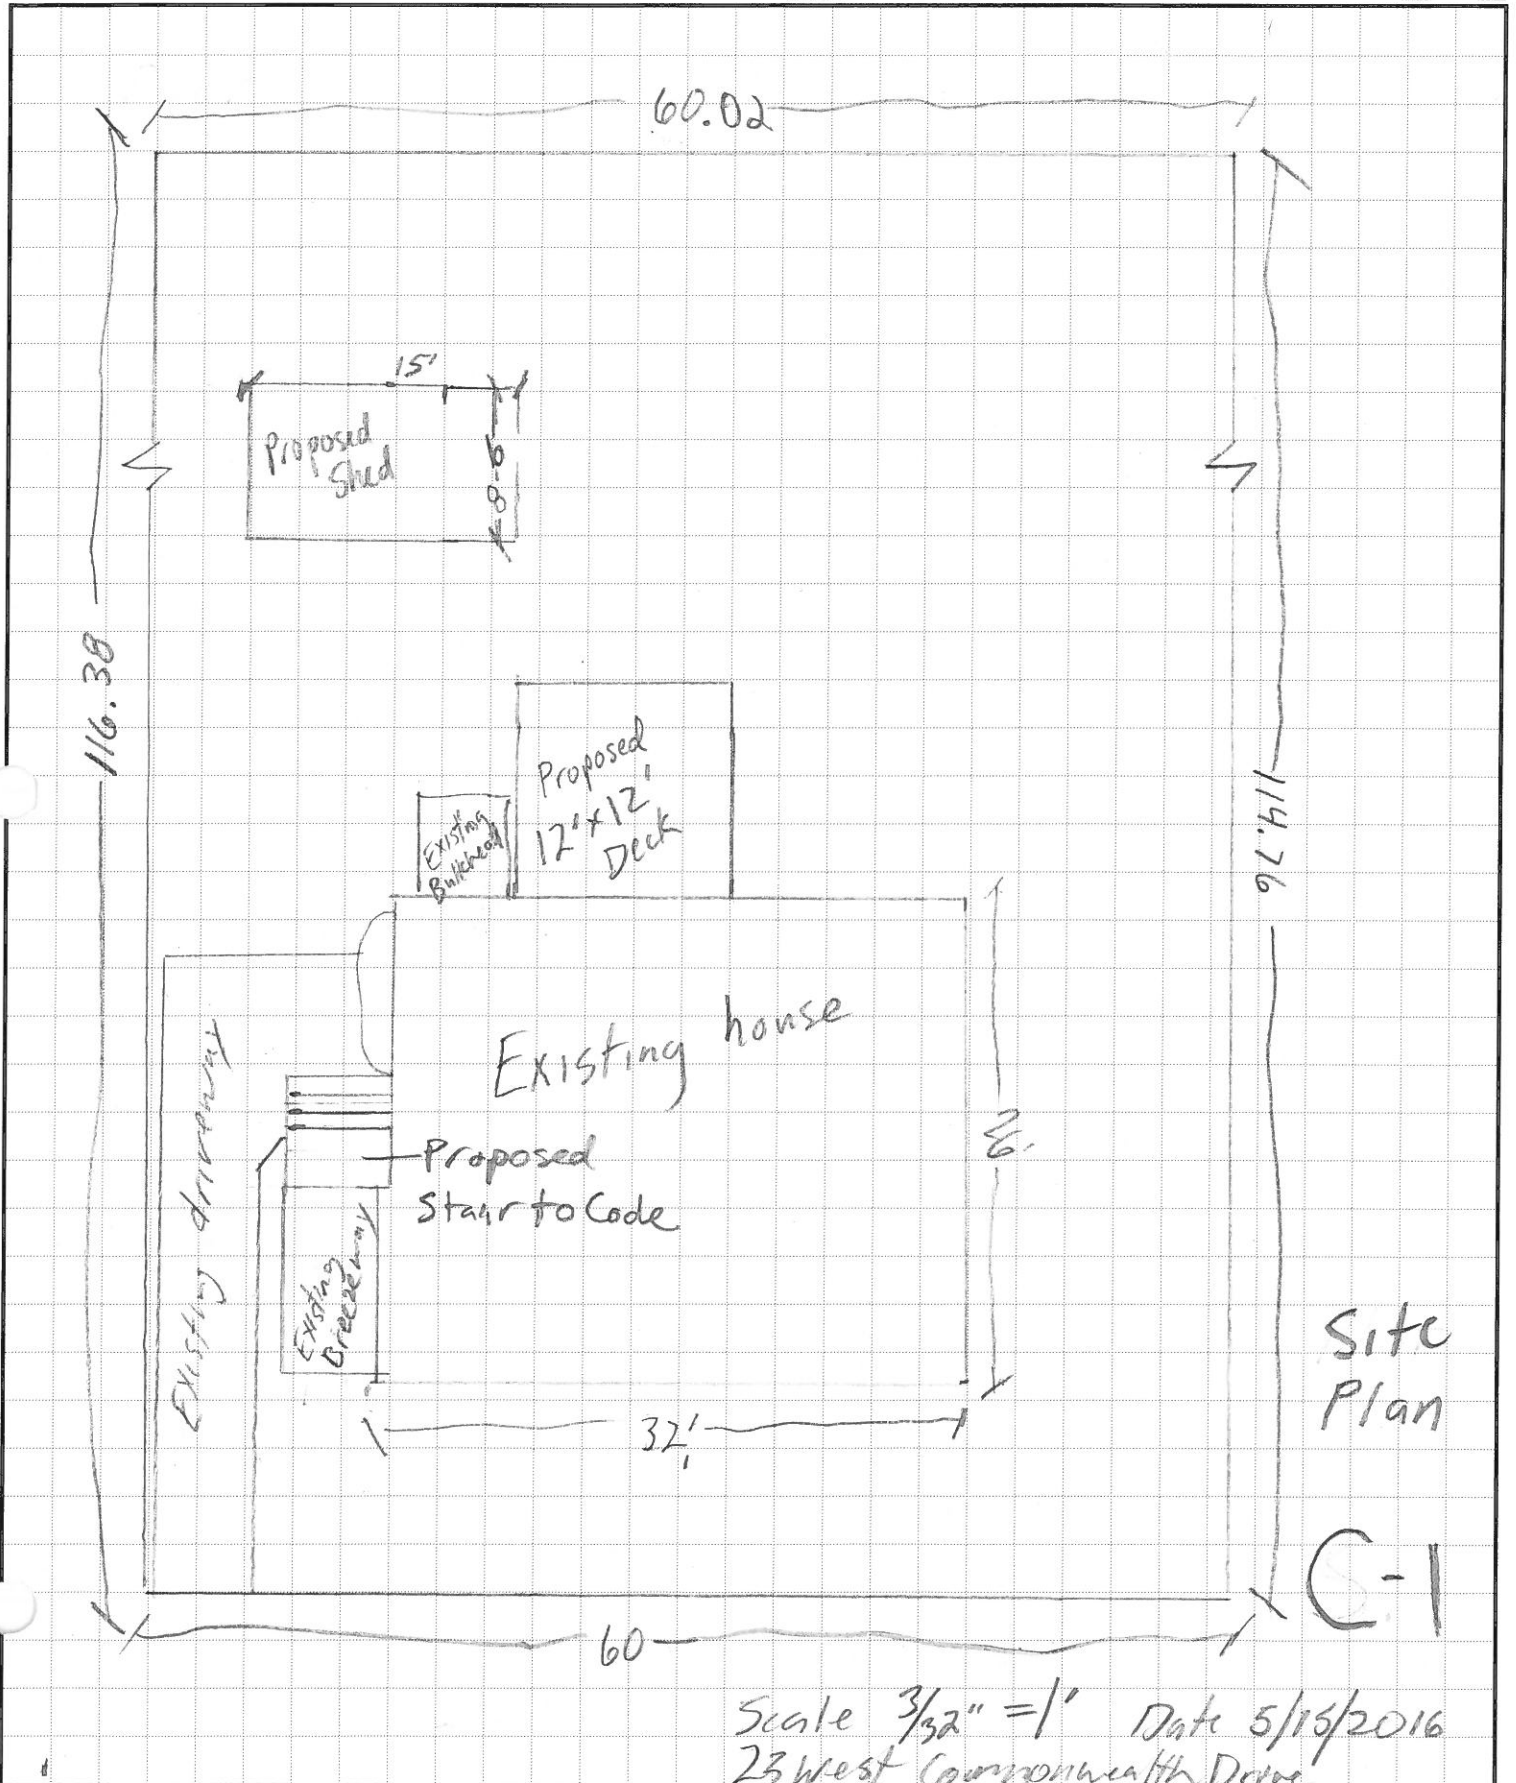 60.02
15'
Proposed
Shed
8-6
116.38
Proposed
12'x12'
Deck
Existing
Bulkhead
114.76
Existing house
26'
Existing driveway
Proposed
Stair to Code
Existing
Breezeway
32'
Site
Plan
C-1
60
Scale 3/32" = 1' Date 5/15/2016
23 West Commonwealth Drive